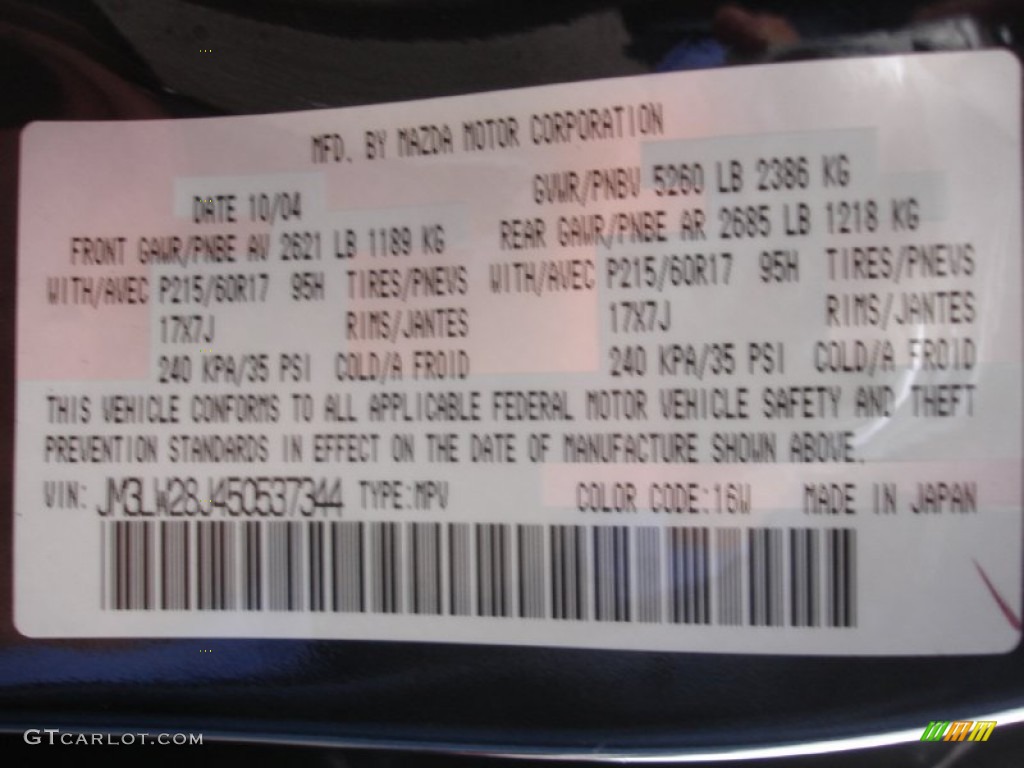 MFD. BY MAZDA MOTOR CORPORATION
DATE 10/04 GVWR/PNBV 5260 LB 2386 KG
FRONT GAWR/PNBE AV 2621 LB 1189 KG REAR GAWR/PNBE AR 2685 LB 1218 KG
WITH/AVEC P215/60R17 95H TIRES/PNEVS WITH/AVEC P215/60R17 95H TIRES/PNEVS
17X7J RIMS/JANTES 17X7J RIMS/JANTES
240 KPA/35 PSI COLD/A FROID 240 KPA/35 PSI COLD/A FROID
THIS VEHICLE CONFORMS TO ALL APPLICABLE FEDERAL MOTOR VEHICLE SAFETY AND THEFT
PREVENTION STANDARDS IN EFFECT ON THE DATE OF MANUFACTURE SHOWN ABOVE.
VIN: JM3LW28J450537344 TYPE:MPV COLOR CODE:16W MADE IN JAPAN
GTCARLOT.COM